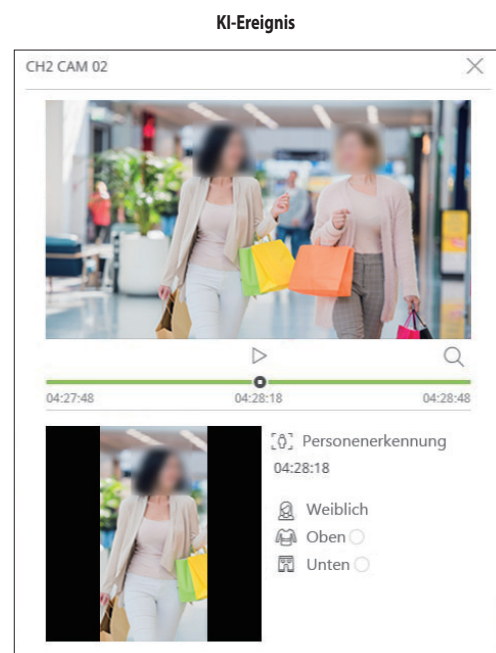 KI-Ereignis
CH2 CAM 02
04:27:48 04:28:18 04:28:48
Personenerkennung
04:28:18
Weiblich
Oben
Unten